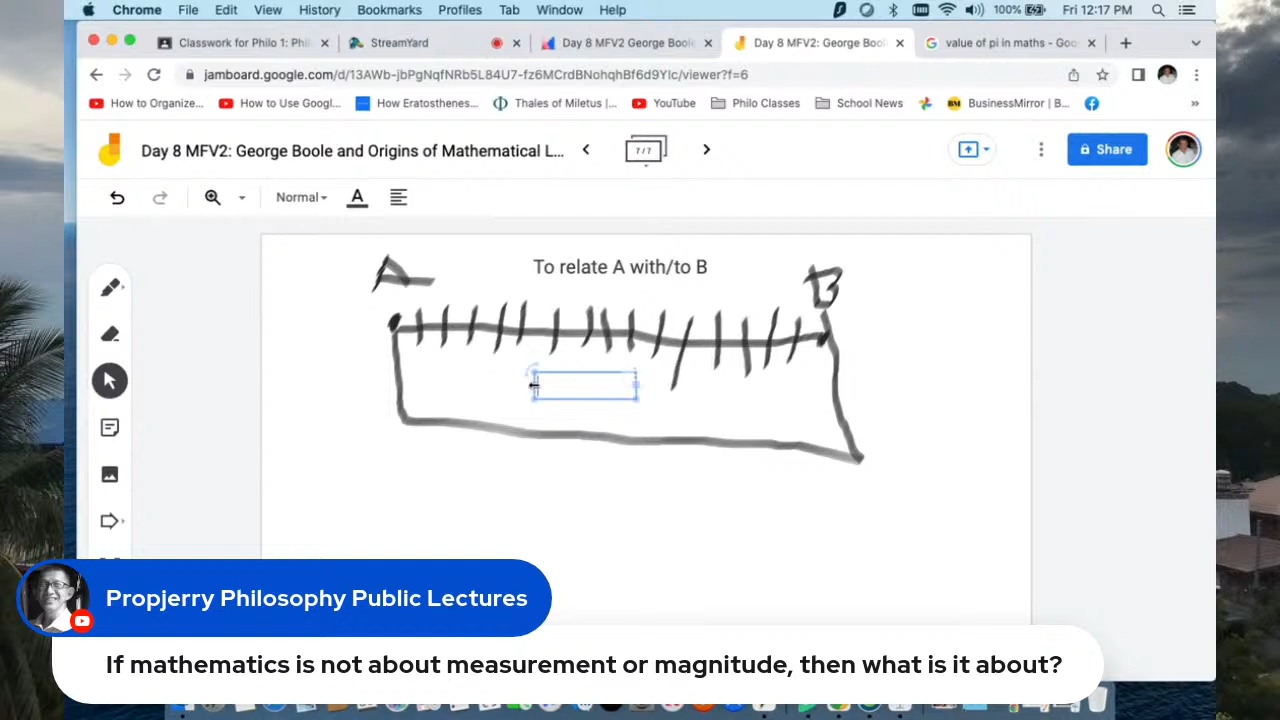 Chrome File Edit View History Bookmarks Profiles Tab Window Help 100% Fri 12:17 PM
Classwork for Philo 1: Phil StreamYard Day 8 MFV2 George Boole Day 8 MFV2: George Boo value of pi in maths - Goo
jamboard.google.com/d/13AWb-jbPgNqfNRb5L84U7-fz6MCrdBNohqhBf6d9Ylc/viewer?f=6
How to Organize... How to Use Googl... How Eratosthenes... Thales of Miletus |... YouTube Philo Classes School News BM BusinessMirror | B... »
Day 8 MFV2: George Boole and Origins of Mathematical L... 7/7 Share
Normal A
To relate A with/to B
A
B
Propjerry Philosophy Public Lectures
If mathematics is not about measurement or magnitude, then what is it about?